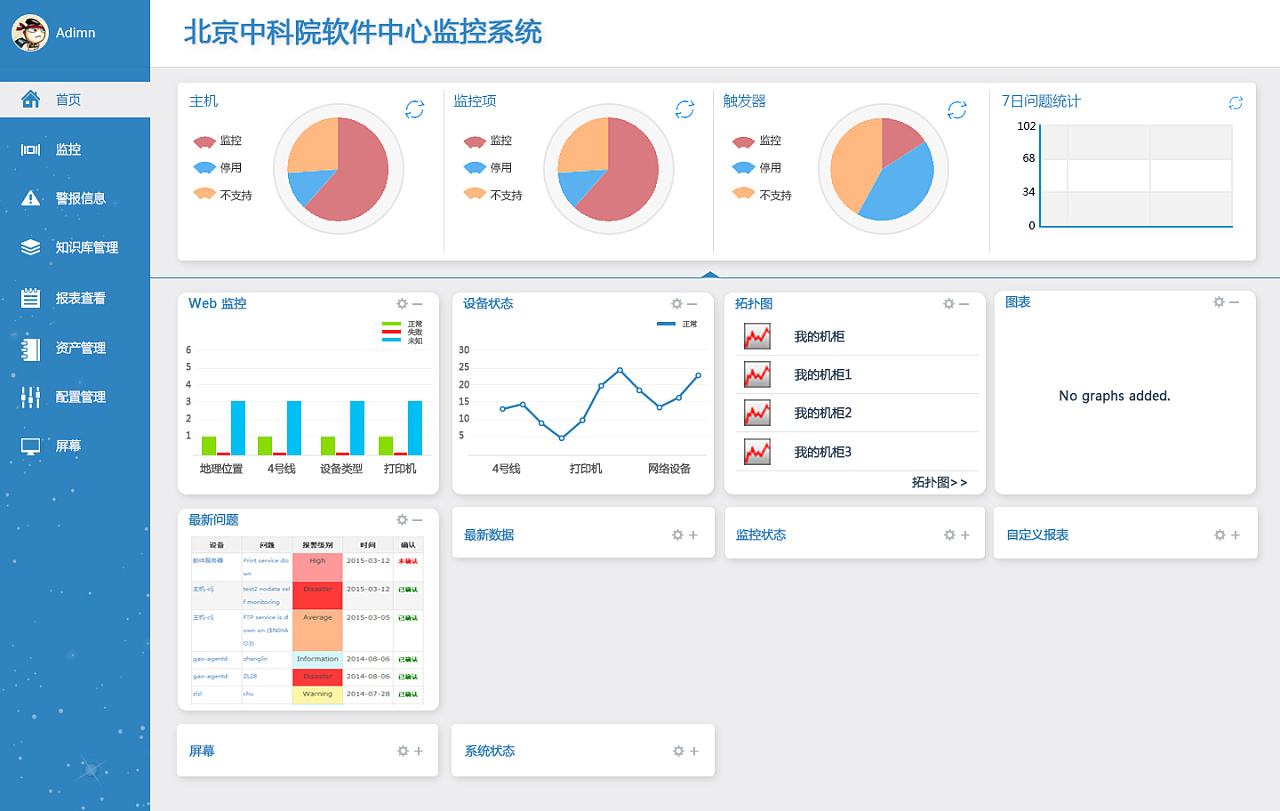 Adimn
北京中科院软件中心监控系统
首页
监控
警报信息
知识库管理
报表查看
资产管理
配置管理
屏幕
主机
监控
停用
不支持
监控项
监控
停用
不支持
触发器
监控
停用
不支持
7日问题统计
102
68
34
0
Web 监控
正常
失败
未知
6
5
4
3
2
1
地理位置 4号线 设备类型 打印机
设备状态
正常
30
25
20
15
10
5
4号线 打印机 网络设备
拓扑图
我的机柜
我的机柜1
我的机柜2
我的机柜3
拓扑图>>
图表
No graphs added.
最新问题
设备 问题 报警级别 时间 确认
邮件服务器 Print service do High 2015-03-12 未确认
wn
主机-clj test2 nodata sel Disaster 2015-03-12 已确认
f monitoring
主机-clj FTP service is d Average 2015-03-05 已确认
own on ($NIHA
O3)
gao-agentd zhanglin Information 2014-08-06 已确认
gao-agentd ZL28 Disaster 2014-08-06 已确认
zlzl chu Warning 2014-07-28 已确认
最新数据
监控状态
自定义报表
屏幕
系统状态